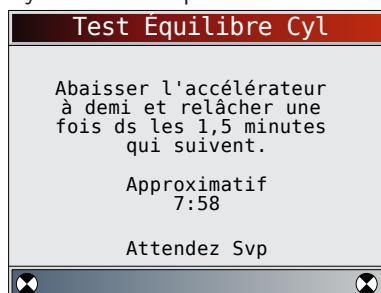 Test Équilibre Cyl
Abaisser l'accélérateur
à demi et relâcher une
fois ds les 1,5 minutes
qui suivent.
Approximatif
7:58
Attendez Svp